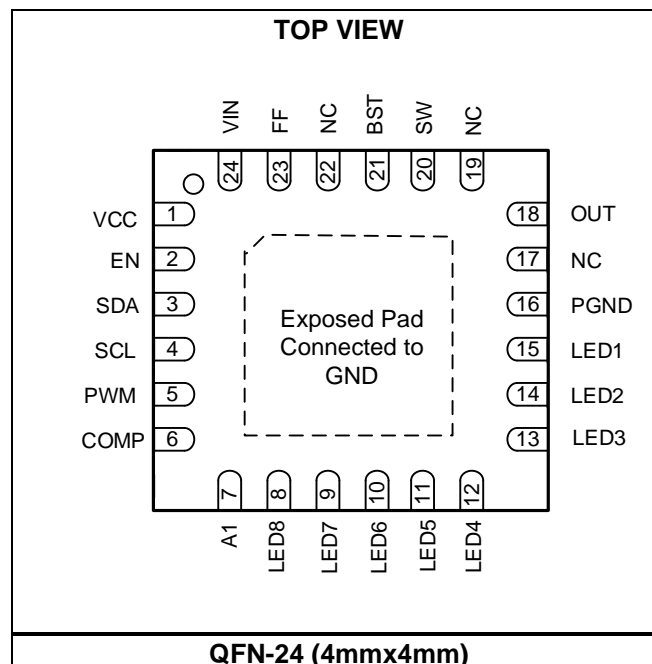 TOP VIEW
VIN FF NC BST SW NC
24 23 22 21 20 19
VCC 1
EN 2
SDA 3
SCL 4
PWM 5
COMP 6
18 OUT
17 NC
16 PGND
15 LED1
14 LED2
13 LED3
Exposed Pad
Connected to
GND
7 8 9 10 11 12
A1 LED8 LED7 LED6 LED5 LED4
QFN-24 (4mmx4mm)